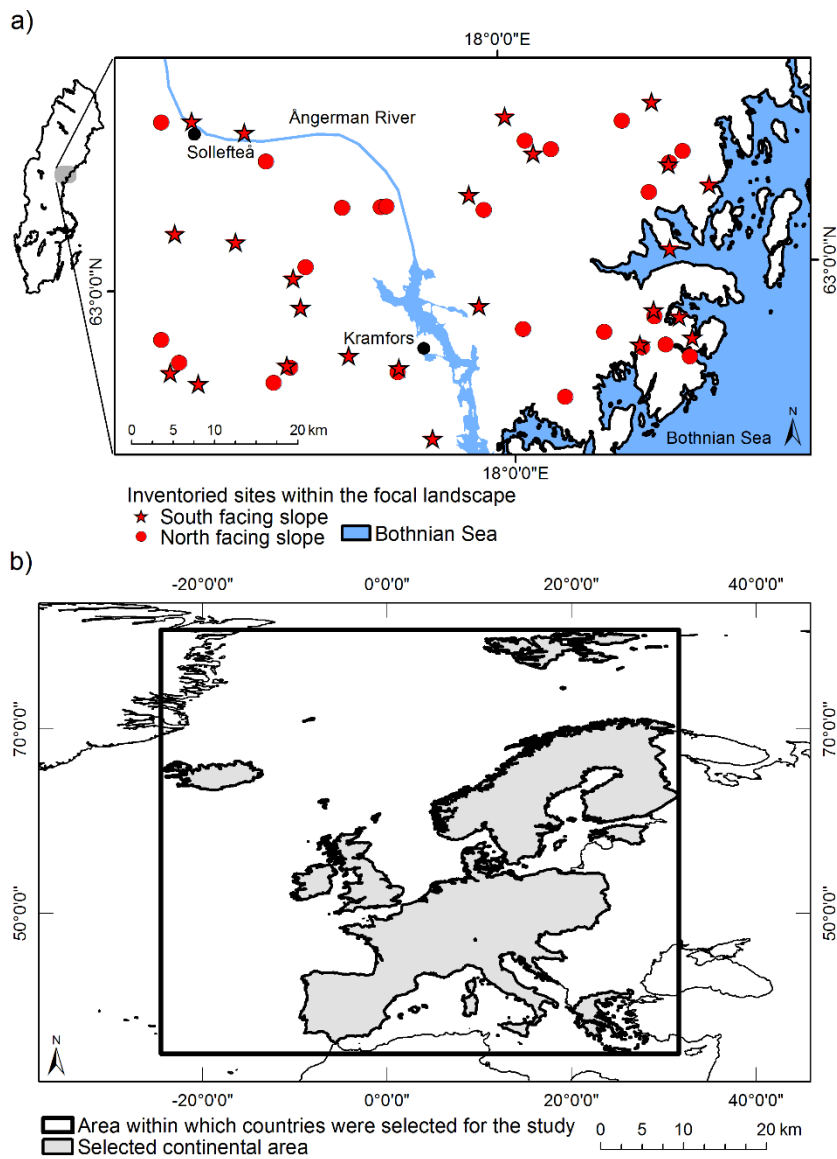 a)
18°0'0"E
Ångerman River
Sollefteå
63°0'0"N
63°0'0"N
Kramfors
0 5 10 20 km
N
Bothnian Sea
18°0'0"E
Inventoried sites within the focal landscape
South facing slope
North facing slope
Bothnian Sea
b)
-20°0'0" 0°0'0" 20°0'0" 40°0'0"
70°0'0"
70°0'0"
50°0'0"
50°0'0"
N
-20°0'0" 0°0'0" 20°0'0" 40°0'0"
Area within which countries were selected for the study
Selected continental area
0 5 10 20 km